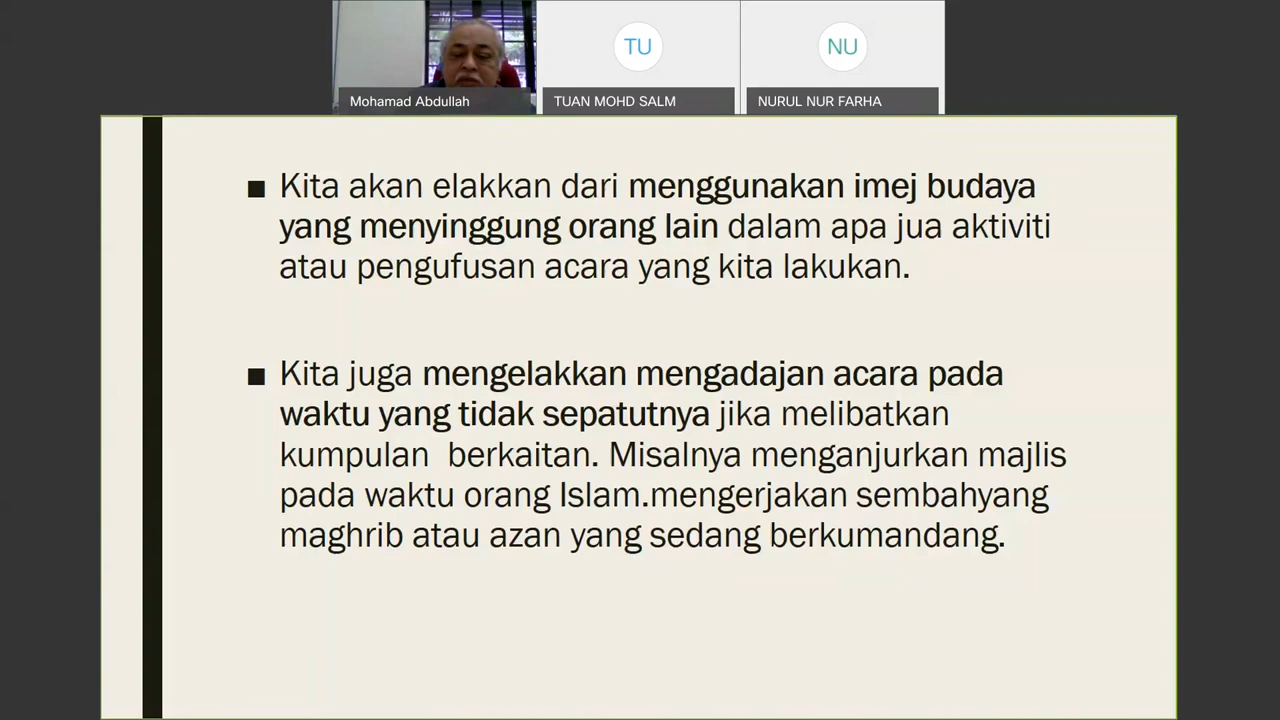 TU
NU
Mohamad Abdullah
TUAN MOHD SALM
NURUL NUR FARHA
■ Kita akan elakkan dari menggunakan imej budaya
yang menyinggung orang lain dalam apa jua aktiviti
atau pengufusan acara yang kita lakukan.
■ Kita juga mengelakkan mengadajan acara pada
waktu yang tidak sepatutnya jika melibatkan
kumpulan  berkaitan. Misalnya menganjurkan majlis
pada waktu orang Islam.mengerjakan sembahyang
maghrib atau azan yang sedang berkumandang.